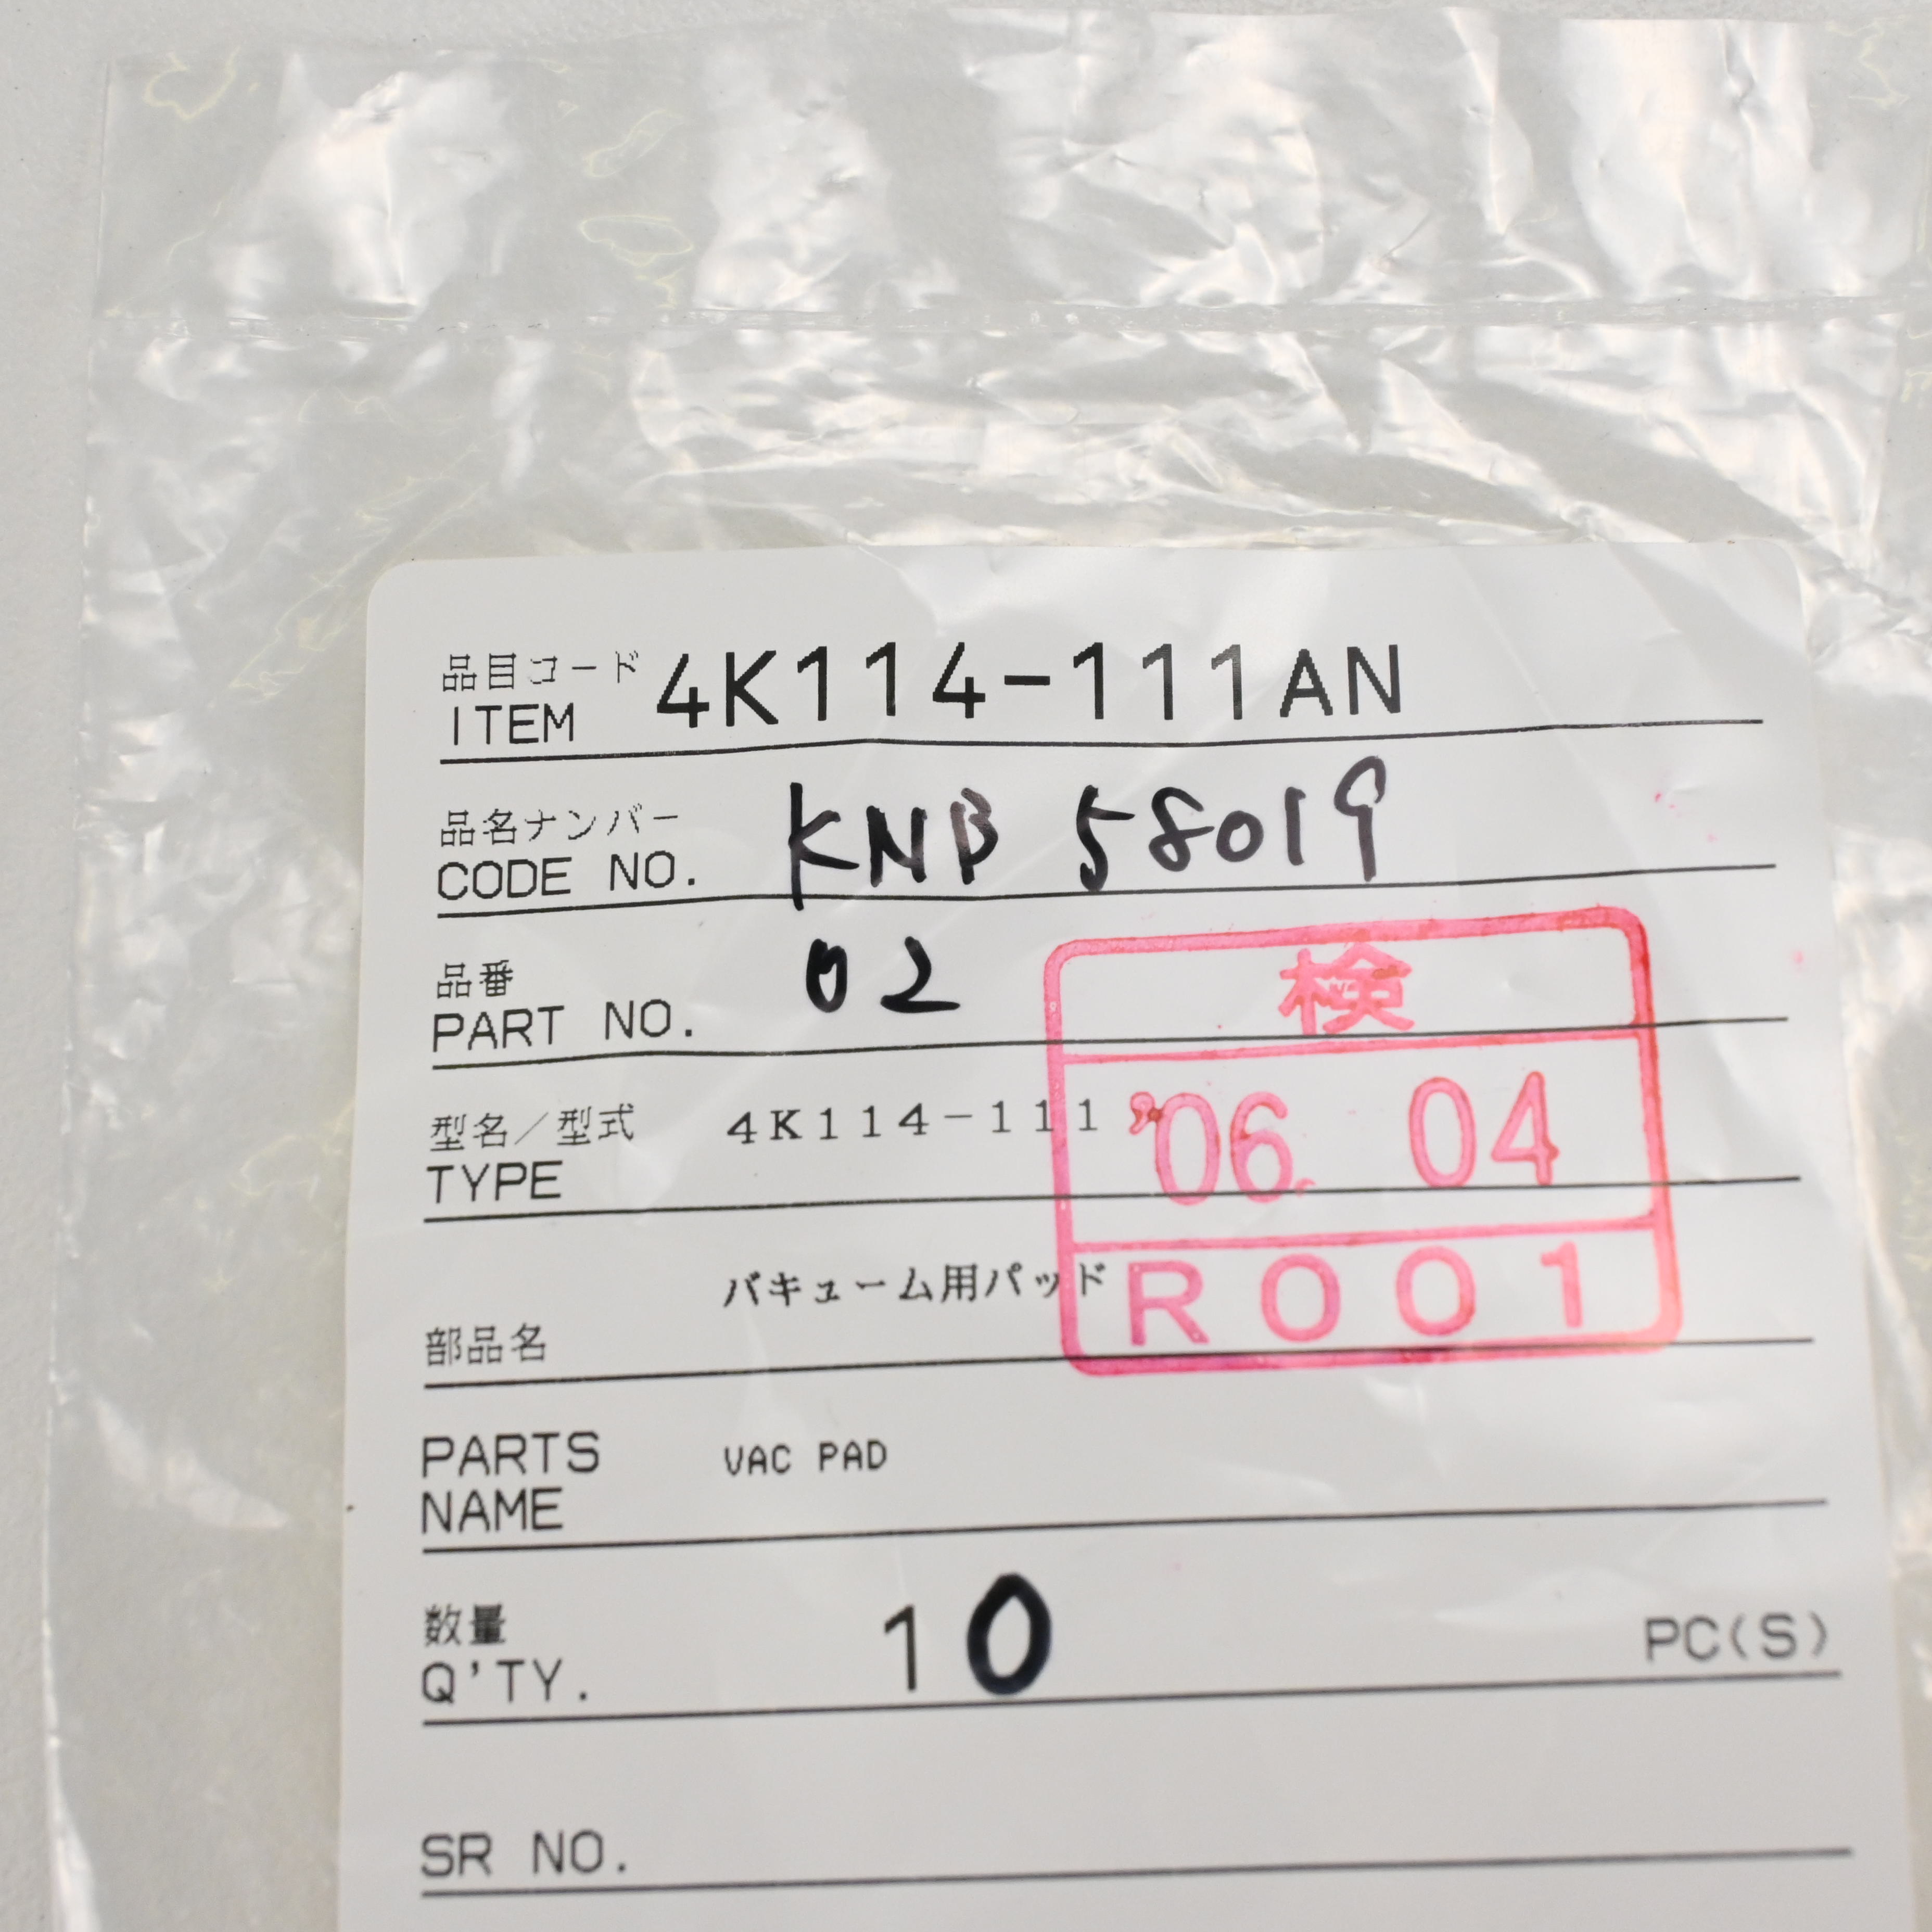 品目コード
ITEM 4K114-111AN
品名ナンバー
CODE NO. KNB 58019
品番
PART NO. 02
検
型名/型式 4K114-111
TYPE
'06. 04
バキューム用パッド
R001
部品名
PARTS
NAME VAC PAD
数量
Q'TY. 10 PC(S)
SR NO.